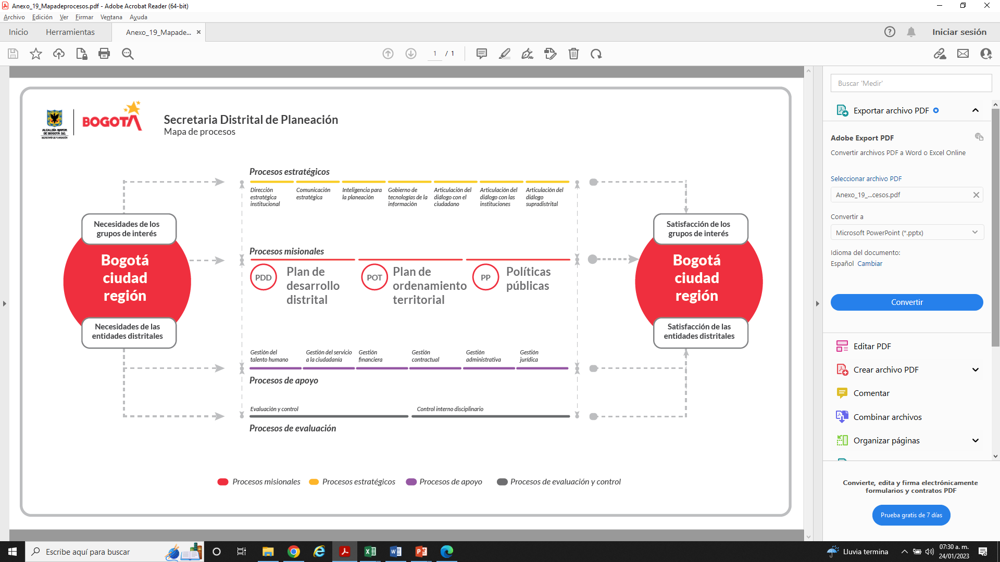 Anexo_19_Mapadeprocesos.pdf - Adobe Acrobat Reader (64-bit)
Archivo Edición Ver Firmar Ventana Ayuda
Inicio Herramientas Anexo_19_Mapade... × Iniciar sesión
1 / 1
Buscar 'Medir'
ALCALDÍA MAYOR
DE BOGOTÁ D.C.
SECRETARÍA DE PLANEACIÓN
BOGOTÁ
Secretaria Distrital de Planeación
Mapa de procesos
Procesos estratégicos
Dirección
estratégica
institucional
Comunicación
estratégica
Inteligencia para
la planeación
Gobierno de
tecnologías de la
información
Articulación del
diálogo con el
ciudadano
Articulación del
diálogo con las
instituciones
Articulación del
diálogo
supradistrital
Necesidades de los
grupos de interés
Bogotá
ciudad
región
Necesidades de las
entidades distritales
Procesos misionales
PDD
Plan de
desarrollo
distrital
POT
Plan de
ordenamiento
territorial
PP
Políticas
públicas
Satisfacción de los
grupos de interés
Bogotá
ciudad
región
Satisfacción de las
entidades distritales
Gestión del
talento humano
Gestión del servicio
a la ciudadanía
Gestión
financiera
Gestión
contractual
Gestión
administrativa
Gestión
jurídica
Procesos de apoyo
Evaluación y control
Control interno disciplinario
Procesos de evaluación
Procesos misionales
Procesos estratégicos
Procesos de apoyo
Procesos de evaluación y control
Exportar archivo PDF
Adobe Export PDF
Convertir archivos PDF a Word o Excel Online
Seleccionar archivo PDF
Anexo_19_...cesos.pdf
Convertir a
Microsoft PowerPoint (*.pptx)
Idioma del documento:
Español Cambiar
Convertir
Editar PDF
Crear archivo PDF
Comentar
Combinar archivos
Organizar páginas
Convierte, edita y firma electrónicamente
formularios y contratos PDF
Prueba gratis de 7 días
Escribe aquí para buscar
Lluvia termina
07:30 a. m.
24/01/2023